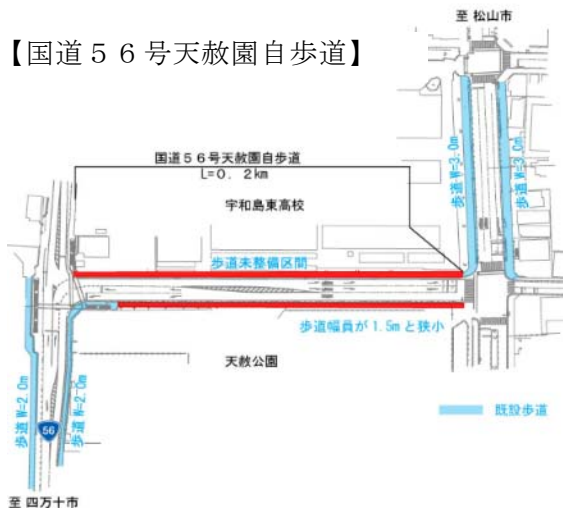 至 松山市
【国道５６号天赦園自歩道】
国道５６号天赦園自歩道
L=０．２km
宇和島東高校
歩道W=3.0m
歩道W=3.0m
歩道未整備区間
歩道幅員が1.5mと狭小
天赦公園
歩道W=2.0m
歩道W=2.0m
56
既設歩道
至 四万十市